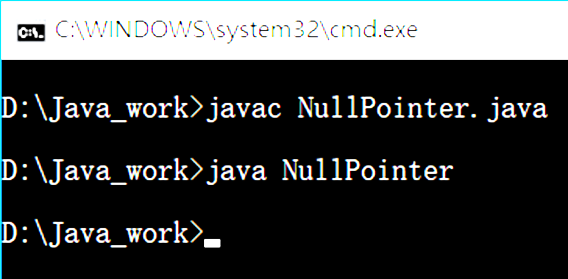 C:\WINDOWS\system32\cmd.exe
D:\Java_work>javac NullPointer.java
D:\Java_work>java NullPointer
D:\Java_work>